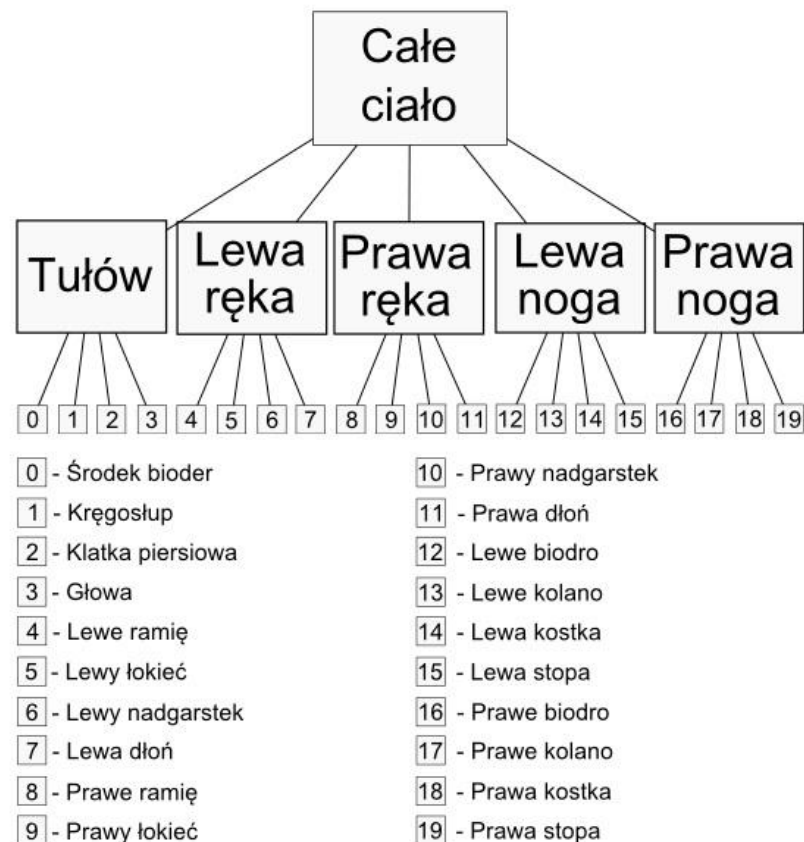 Całe
ciało
Tułów
Lewa
ręka
Prawa
ręka
Lewa
noga
Prawa
noga
0 1 2 3 4 5 6 7 8 9 10 11 12 13 14 15 16 17 18 19
0 - Środek bioder
1 - Kręgosłup
2 - Klatka piersiowa
3 - Głowa
4 - Lewe ramię
5 - Lewy łokieć
6 - Lewy nadgarstek
7 - Lewa dłoń
8 - Prawe ramię
9 - Prawy łokieć
10 - Prawy nadgarstek
11 - Prawa dłoń
12 - Lewe biodro
13 - Lewe kolano
14 - Lewa kostka
15 - Lewa stopa
16 - Prawe biodro
17 - Prawe kolano
18 - Prawa kostka
19 - Prawa stopa